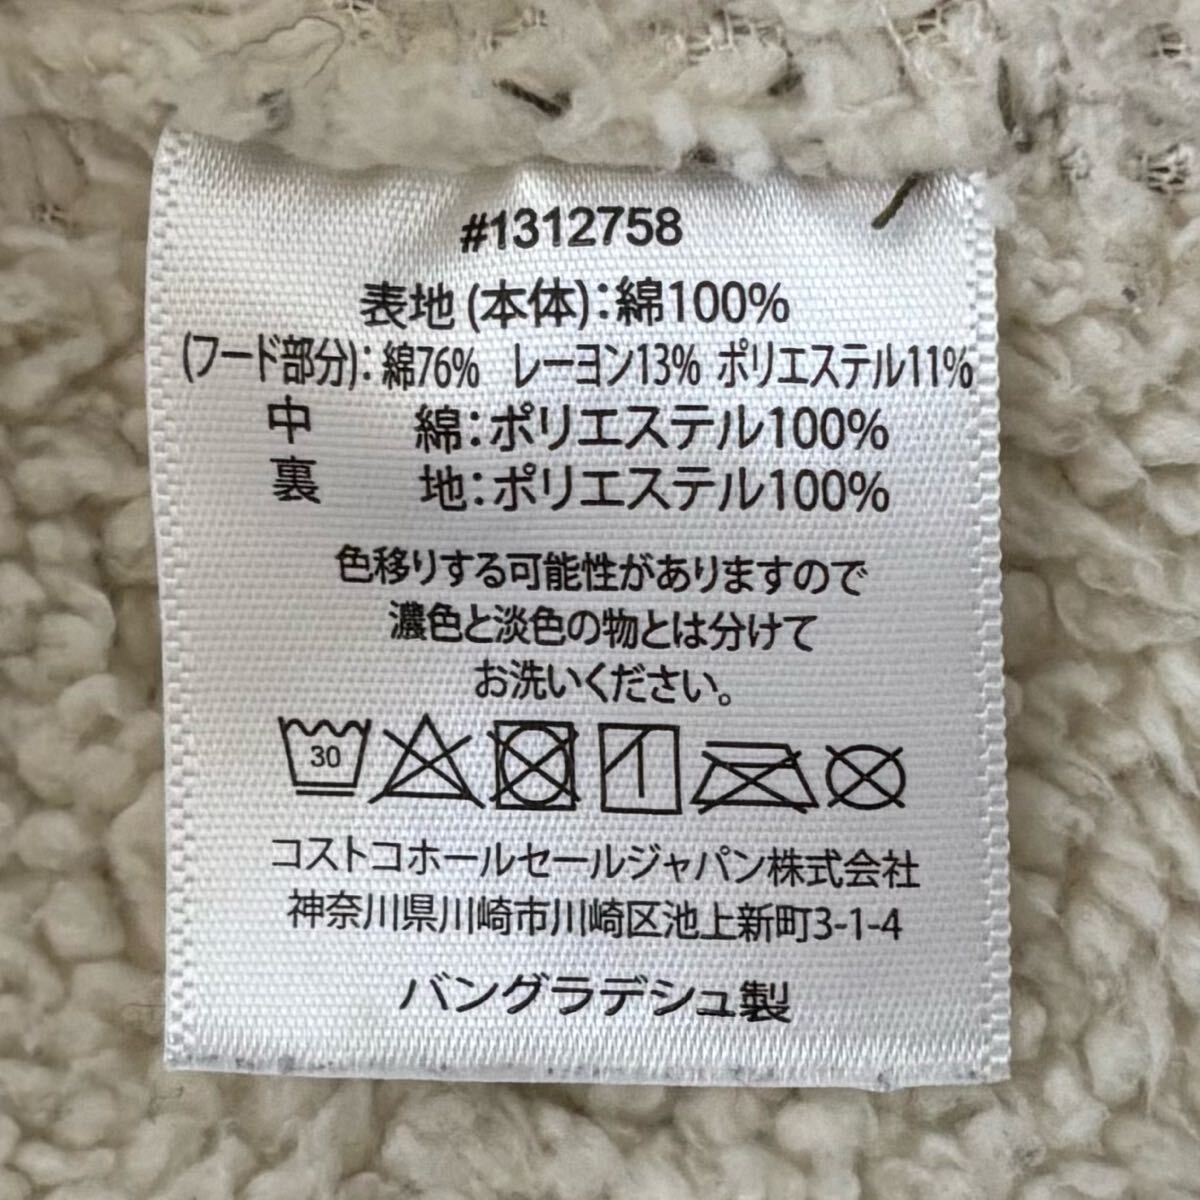 #1312758
表地(本体):綿100%
(フード部分):綿76% レーヨン13% ポリエステル11%
中 綿:ポリエステル100%
裏 地:ポリエステル100%
色移りする可能性がありますので
濃色と淡色の物とは分けて
お洗いください。
30
コストコホールセールジャパン株式会社
神奈川県川崎市川崎区池上新町3-1-4
バングラデシュ製